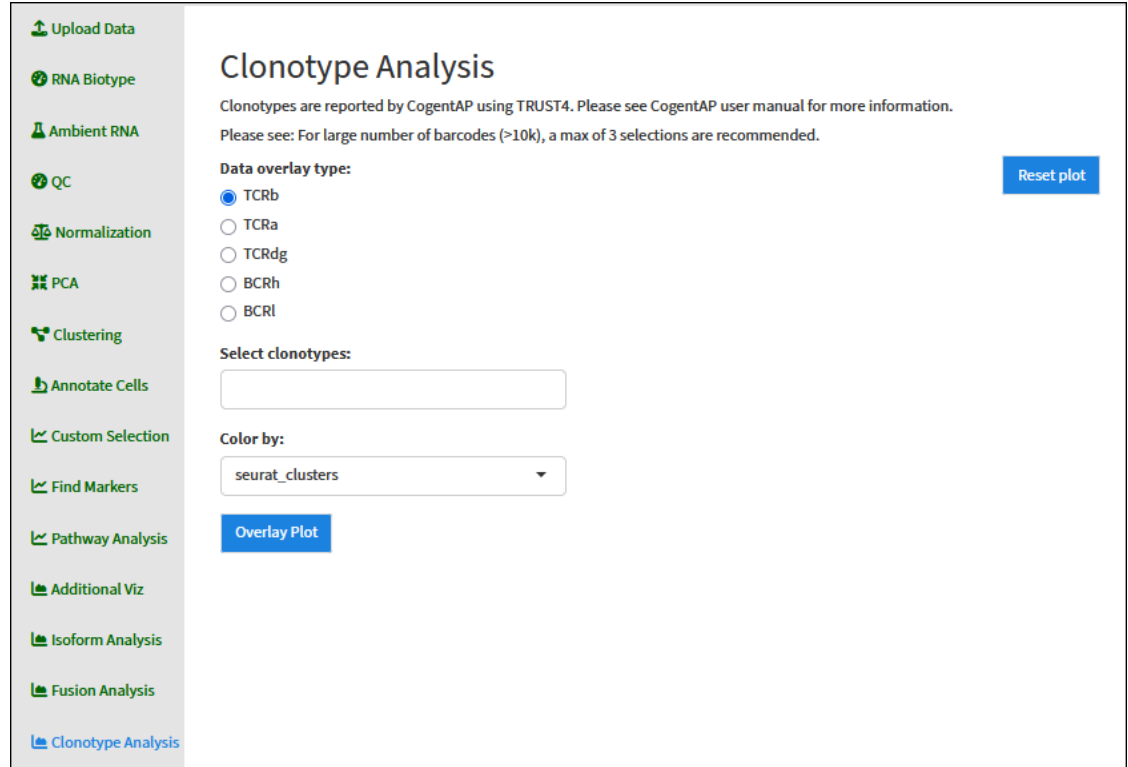 Upload Data
RNA Biotype
Ambient RNA
QC
Normalization
PCA
Clustering
Annotate Cells
Custom Selection
Find Markers
Pathway Analysis
Additional Viz
Isoform Analysis
Fusion Analysis
Clonotype Analysis
Clonotype Analysis
Clonotypes are reported by CogentAP using TRUST4. Please see CogentAP user manual for more information.
Please see: For large number of barcodes (>10k), a max of 3 selections are recommended.
Data overlay type:
Reset plot
TCRb
TCRa
TCRdg
BCRh
BCRl
Select clonotypes:
Color by:
seurat_clusters
Overlay Plot